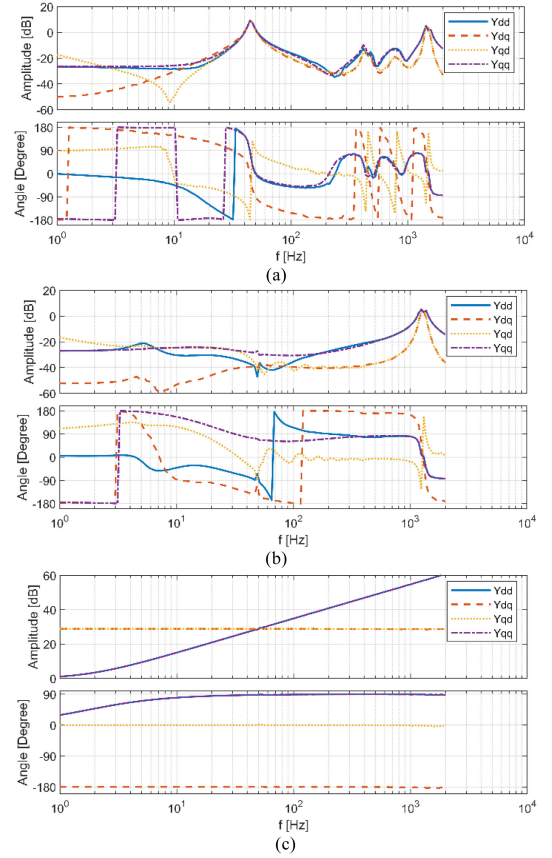 20
0
-20
-40
-60
Amplitude [dB]
Ydd
Ydq
Yqd
Yqq
180
90
0
-90
-180
Angle [Degree]
10^0
10^1
10^2
10^3
10^4
f [Hz]
(a)
20
0
-20
-40
-60
Amplitude [dB]
Ydd
Ydq
Yqd
Yqq
180
90
0
-90
-180
Angle [Degree]
10^0
10^1
10^2
10^3
10^4
f [Hz]
(b)
60
40
20
0
Amplitude [dB]
Ydd
Ydq
Yqd
Yqq
90
0
-90
-180
Angle [Degree]
10^0
10^1
10^2
10^3
10^4
f [Hz]
(c)